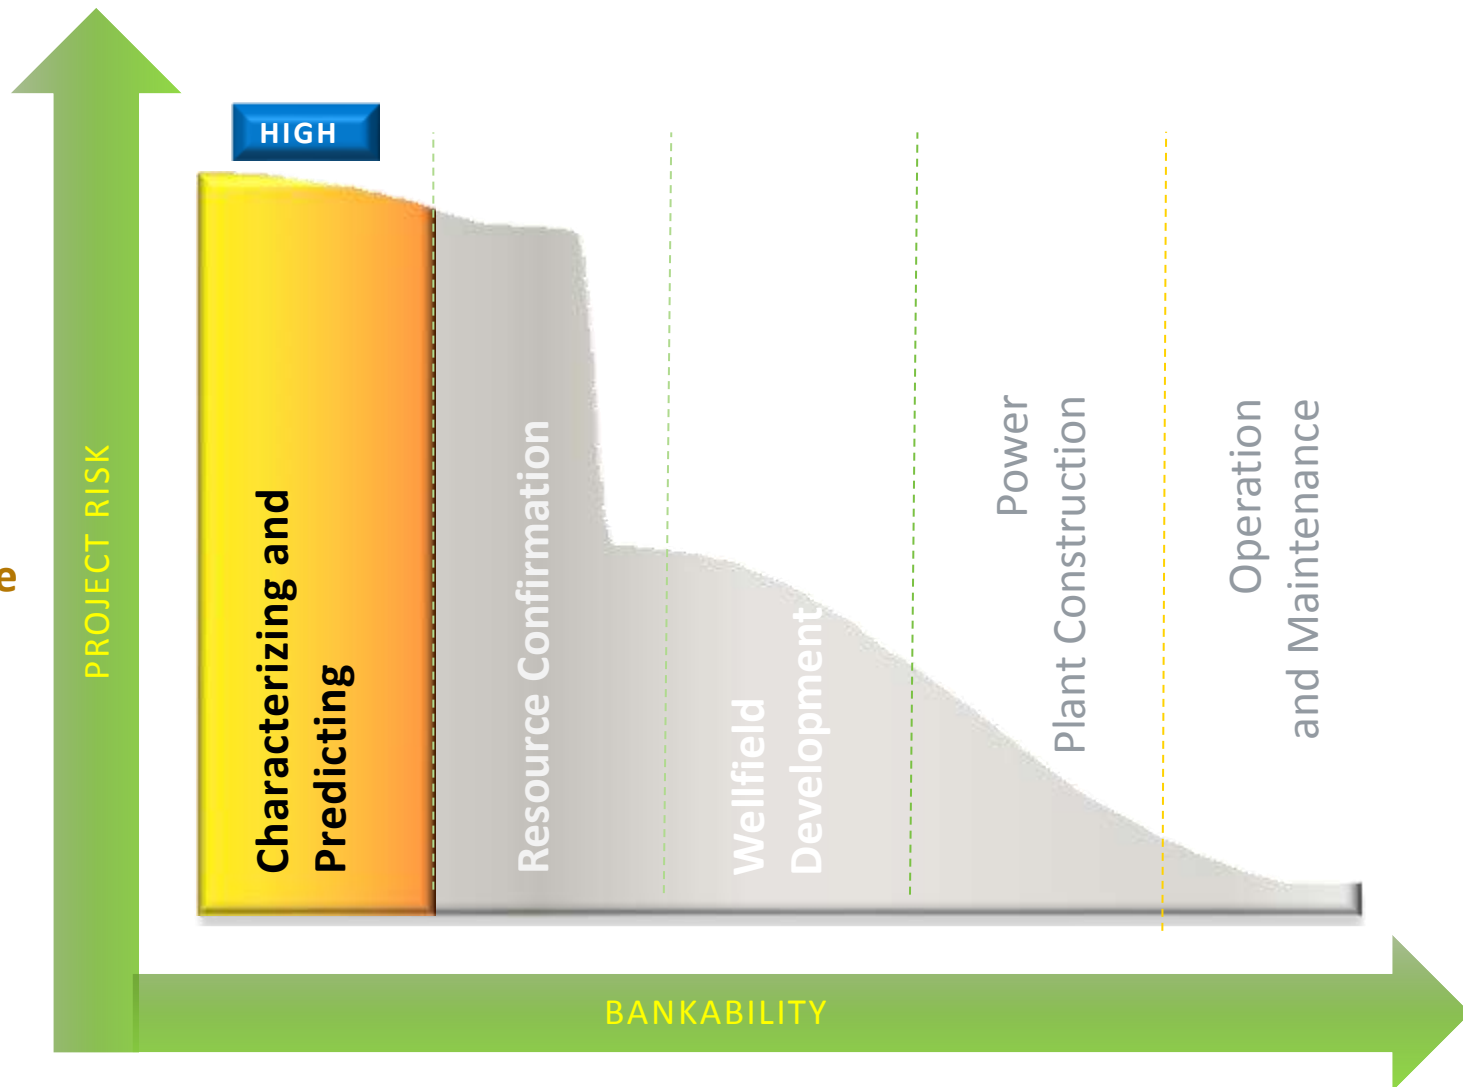 HIGH
PROJECT RISK
e
Characterizing and
Predicting
Resource Confirmation
Wellfield
Development
Power
Plant Construction
Operation
and Maintenance
BANKABILITY